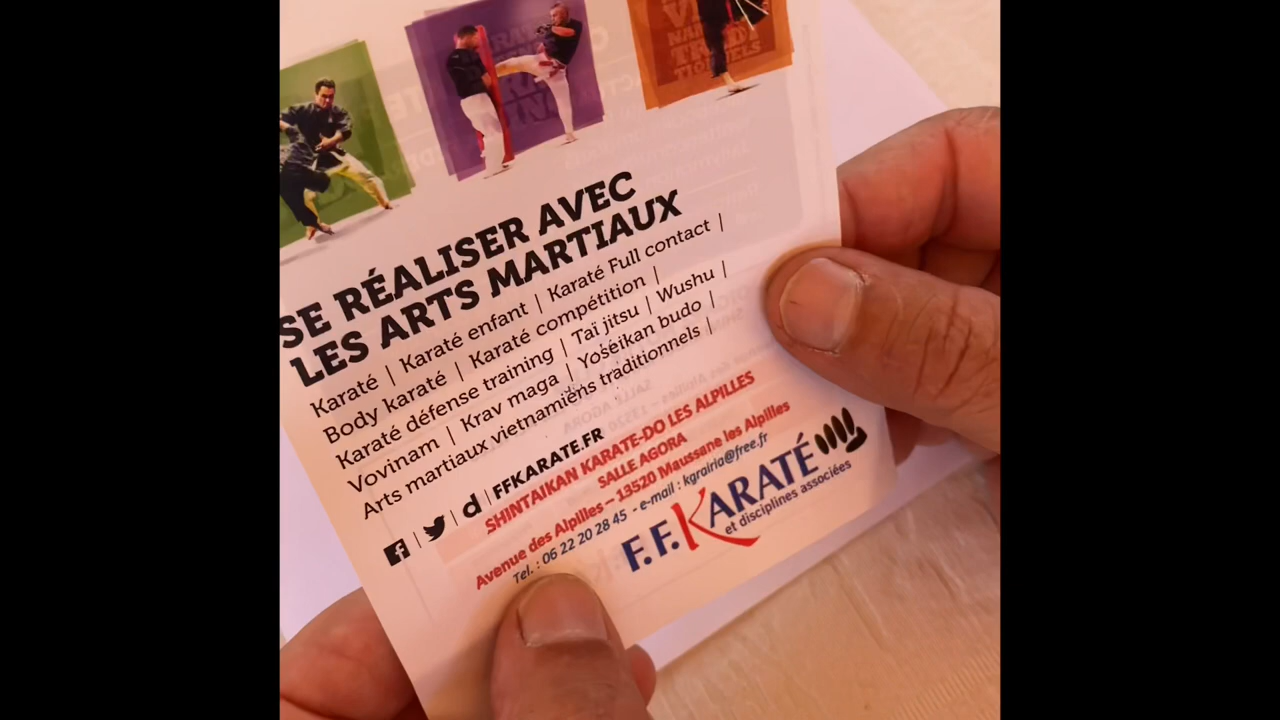 SE RÉALISER AVEC
LES ARTS MARTIAUX
Karaté | Karaté enfant | Karaté Full contact |
Body karaté | Karaté compétition |
Karaté défense training | Taï jitsu | Wushu |
Vovinam | Krav maga | Yoseikan budo |
Arts martiaux vietnamiens traditionnels |
| | d | FFKARATE.FR
SHINTAIKAN KARATE-DO LES ALPILLES
SALLE AGORA
Avenue des Alpilles – 13520 Maussane les Alpilles
Tel. : 06 22 20 28 45 - e-mail : kgrairia@free.fr
F.F.KARATÉ
et disciplines associées